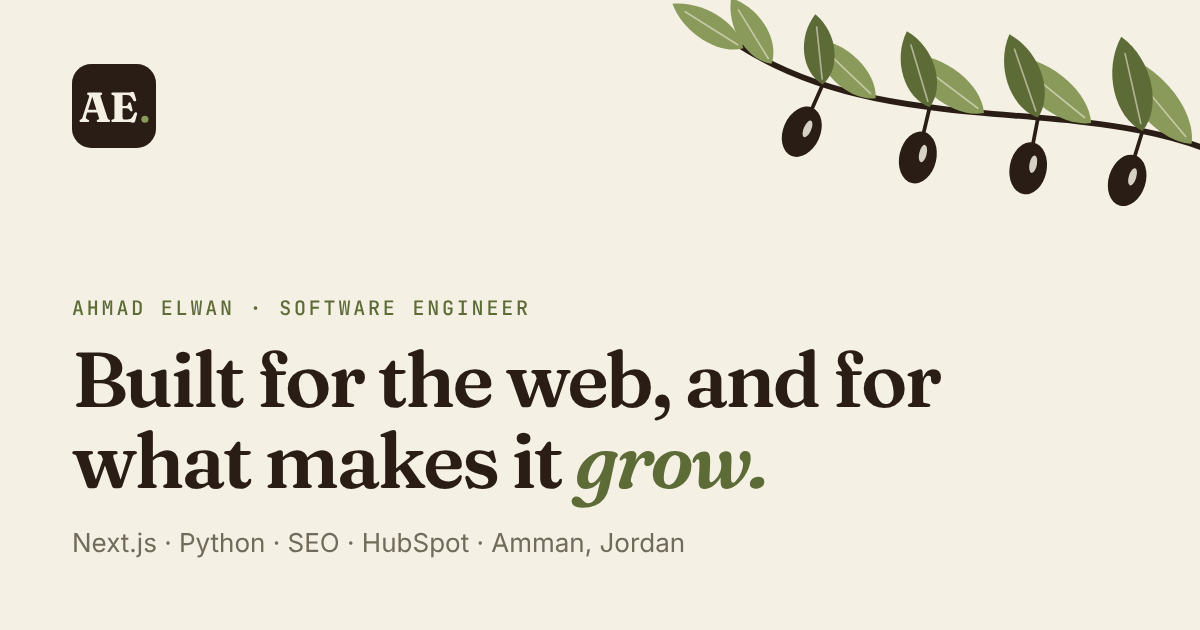 AE.
AHMAD ELWAN · SOFTWARE ENGINEER
Built for the web, and for
what makes it grow.
Next.js · Python · SEO · HubSpot · Amman, Jordan